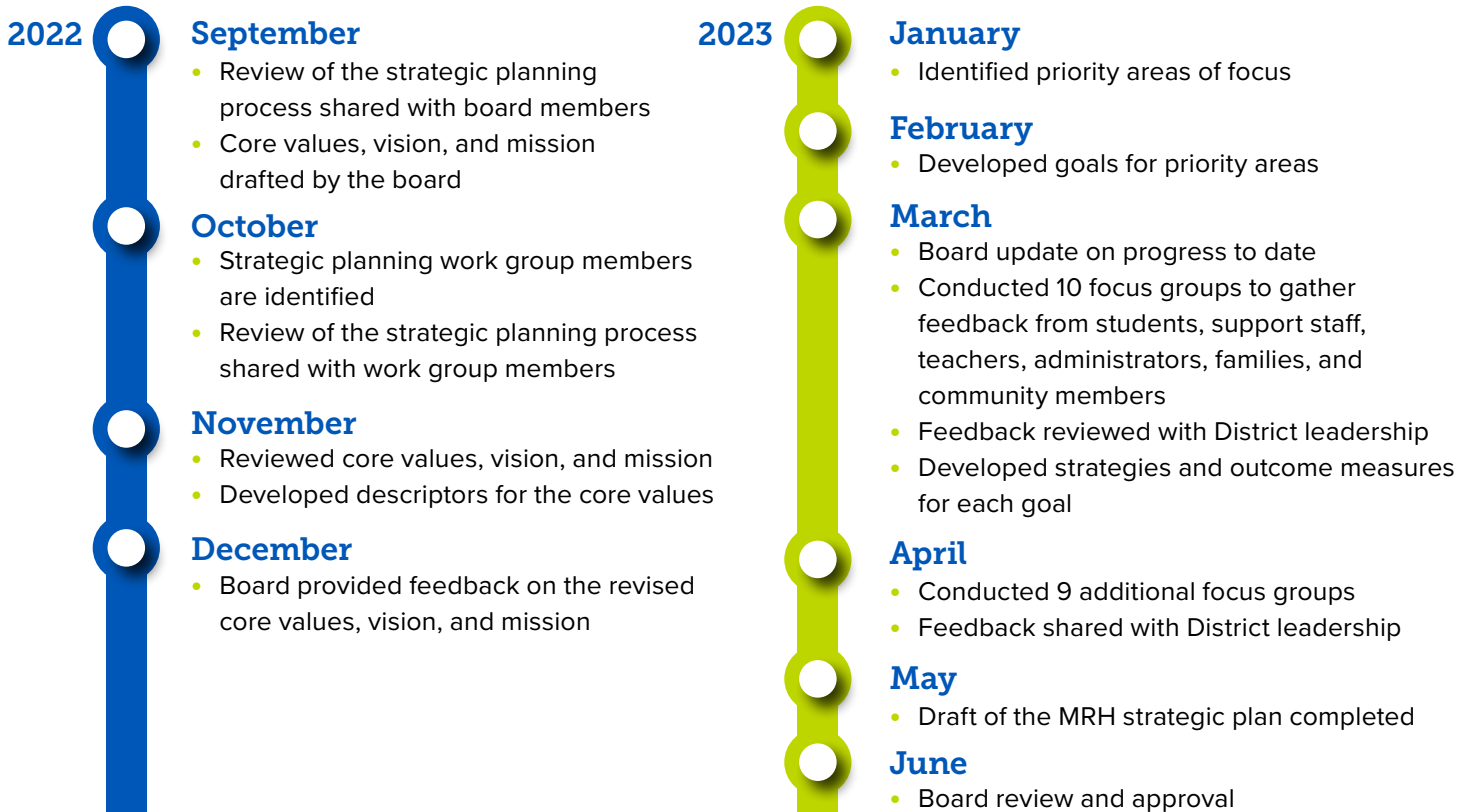 2022
September
• Review of the strategic planning
process shared with board members
• Core values, vision, and mission
drafted by the board
October
• Strategic planning work group members
are identified
• Review of the strategic planning process
shared with work group members
November
• Reviewed core values, vision, and mission
• Developed descriptors for the core values
December
• Board provided feedback on the revised
core values, vision, and mission
2023
January
• Identified priority areas of focus
February
• Developed goals for priority areas
March
• Board update on progress to date
• Conducted 10 focus groups to gather
feedback from students, support staff,
teachers, administrators, families, and
community members
• Feedback reviewed with District leadership
• Developed strategies and outcome measures
for each goal
April
• Conducted 9 additional focus groups
• Feedback shared with District leadership
May
• Draft of the MRH strategic plan completed
June
• Board review and approval